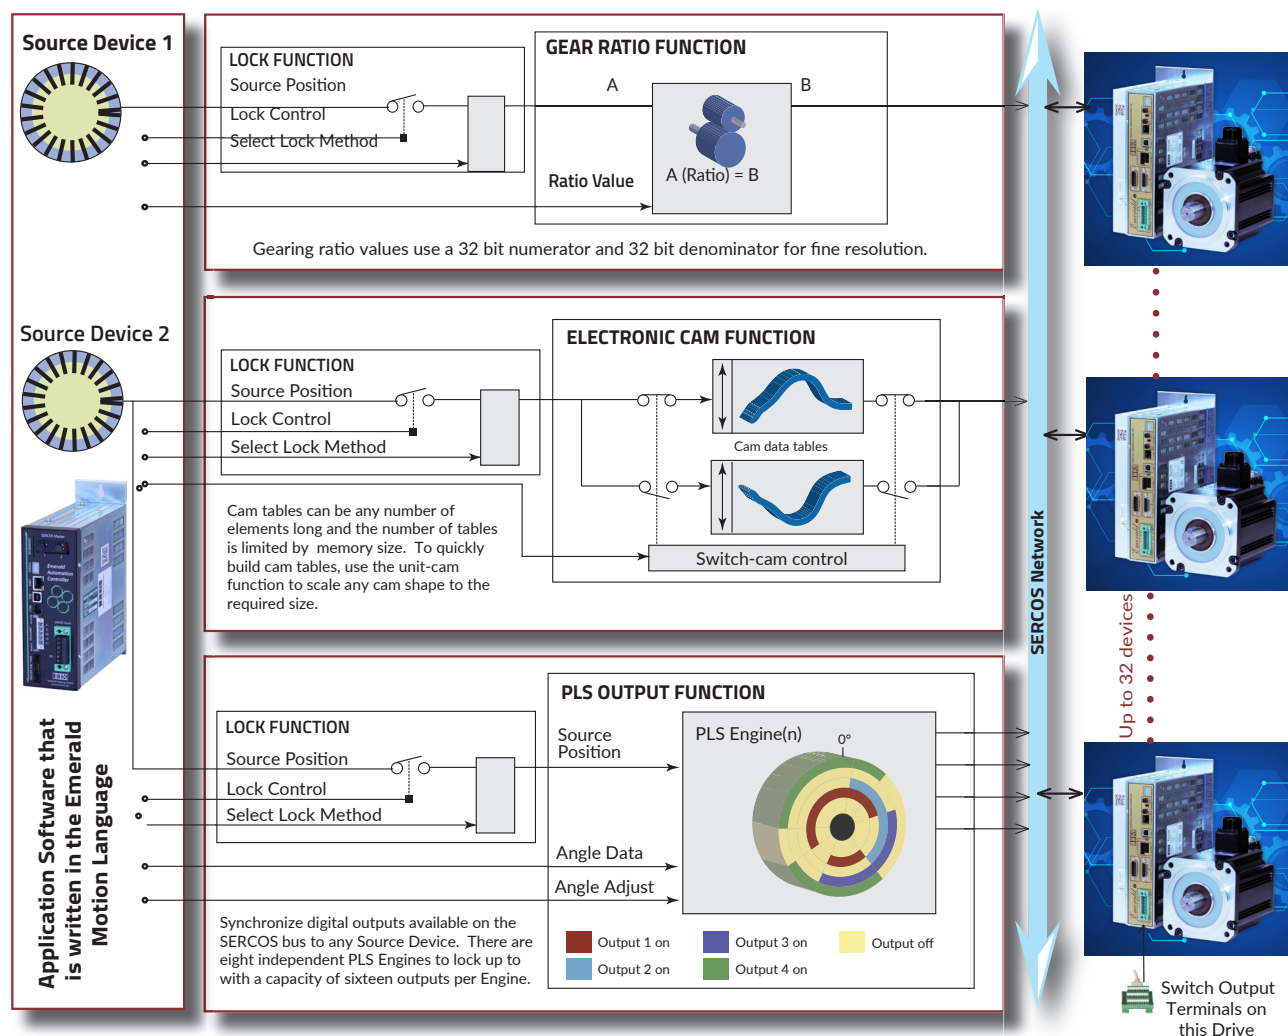 Source Device 1
LOCK FUNCTION
Source Position
Lock Control
Select Lock Method
GEAR RATIO FUNCTION
A
B
A (Ratio) = B
Ratio Value
Gearing ratio values use a 32 bit numerator and 32 bit denominator for fine resolution.
Source Device 2
LOCK FUNCTION
Source Position
Lock Control
Select Lock Method
ELECTRONIC CAM FUNCTION
Cam data tables
Switch-cam control
Cam tables can be any number of
elements long and the number of tables
is limited by memory size. To quickly
build cam tables, use the unit-cam
function to scale any cam shape to the
required size.
SERCOS Master
Emerald
Automation
Controller
Application Software that
is written in the Emerald
Motion Language
LOCK FUNCTION
Source Position
Lock Control
Select Lock Method
PLS OUTPUT FUNCTION
Source
Position
PLS Engine(n)
0°
Angle Data
Angle Adjust
Synchronize digital outputs available on the
SERCOS bus to any Source Device. There are
eight independent PLS Engines to lock up to
with a capacity of sixteen outputs per Engine.
Output 1 on
Output 3 on
Output off
Output 2 on
Output 4 on
SERCOS Network
Up to 32 devices
Switch Output
Terminals on
this Drive